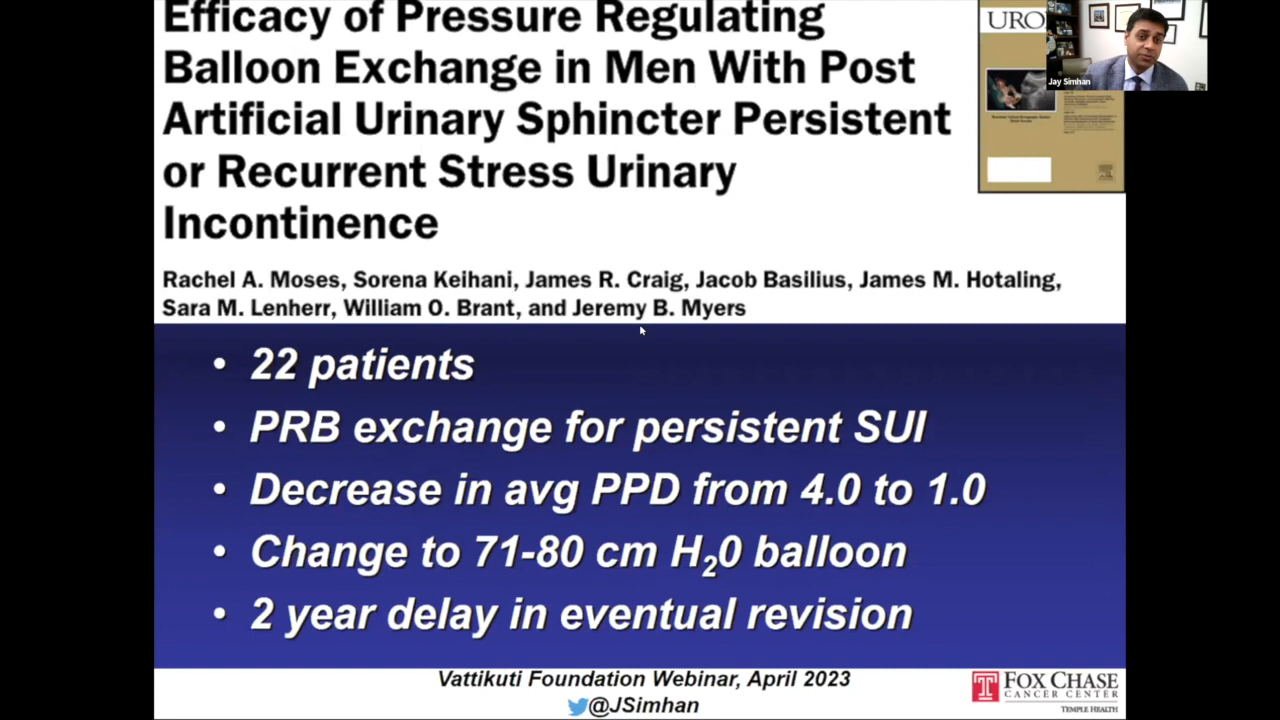 Efficacy of Pressure Regulating
Balloon Exchange in Men With Post
Artificial Urinary Sphincter Persistent
or Recurrent Stress Urinary
Incontinence
URO
Jay Simhan
Rachel A. Moses, Sorena Keihani, James R. Craig, Jacob Basilius, James M. Hotaling,
Sara M. Lenherr, William O. Brant, and Jeremy B. Myers
• 22 patients
• PRB exchange for persistent SUI
• Decrease in avg PPD from 4.0 to 1.0
• Change to 71-80 cm H₂0 balloon
• 2 year delay in eventual revision
Vattikuti Foundation Webinar, April 2023
@JSimhan
T
FOX CHASE
CANCER CENTER
TEMPLE HEALTH